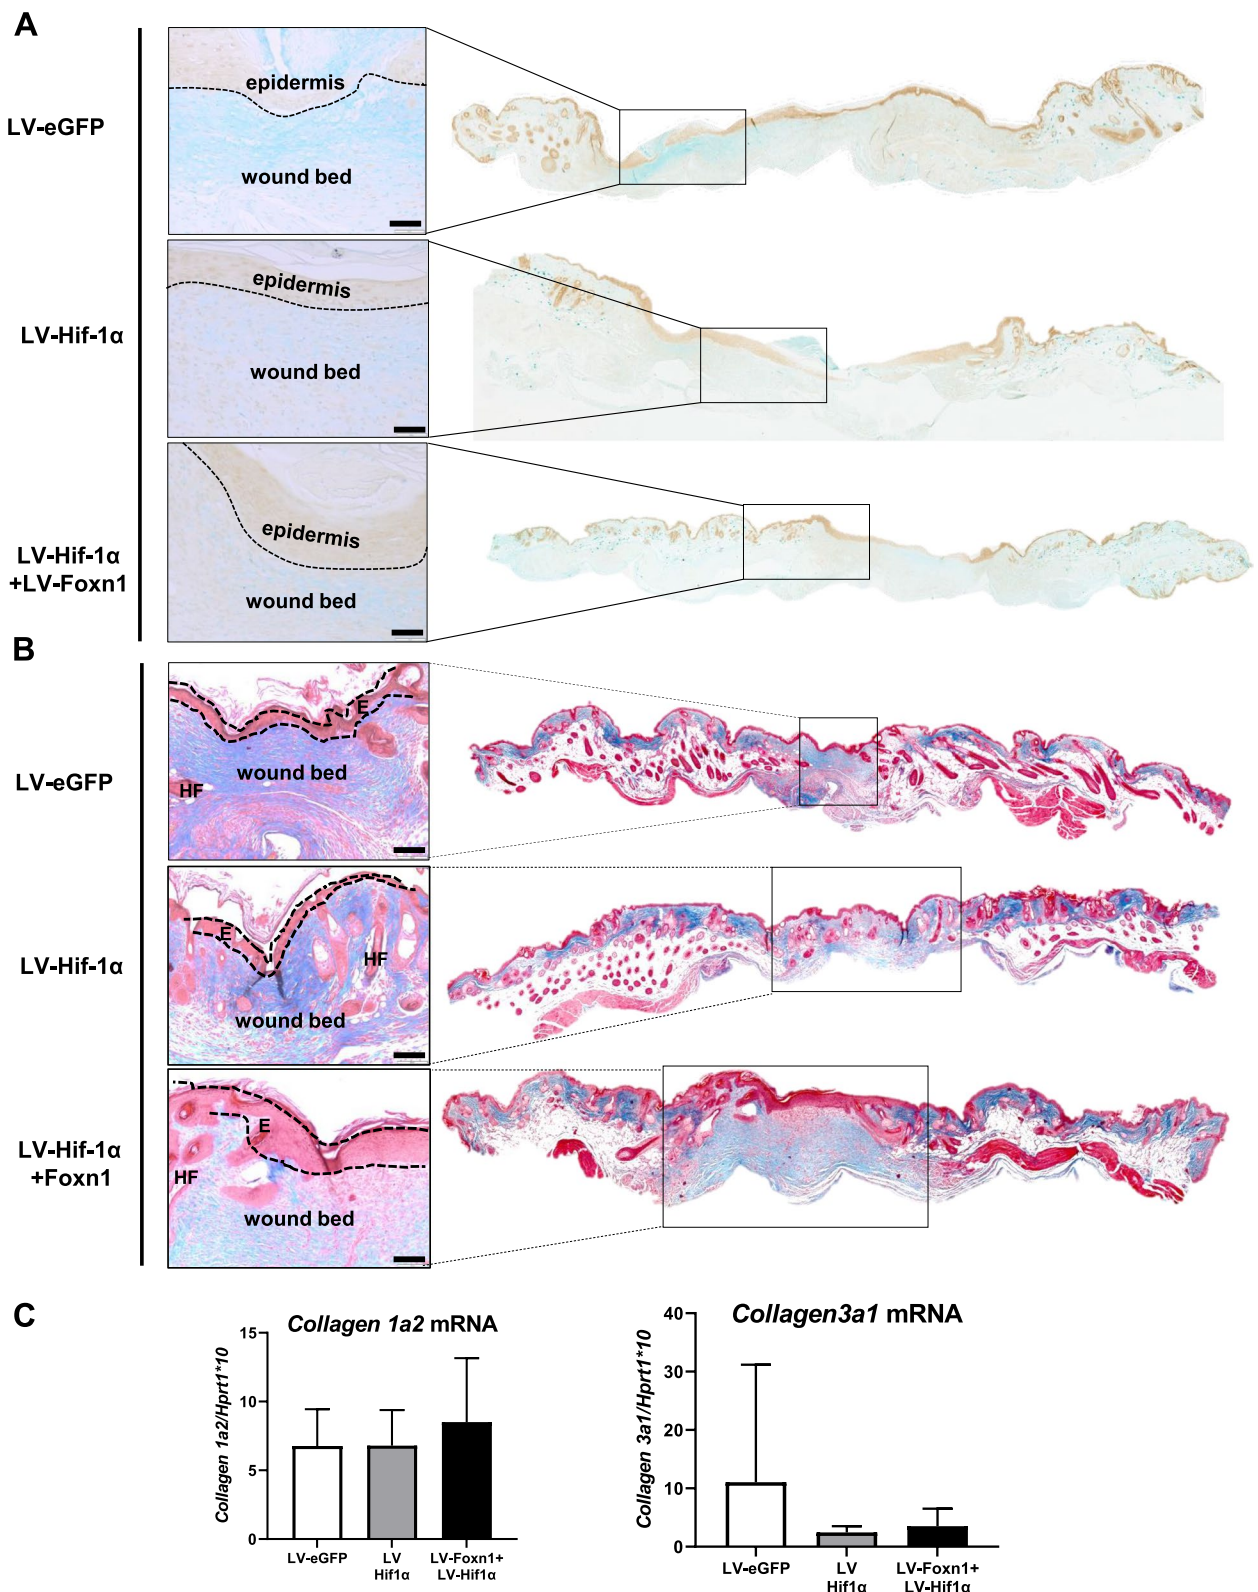 A
LV-eGFP
epidermis
wound bed
LV-Hif-1α
epidermis
wound bed
LV-Hif-1α
+LV-Foxn1
epidermis
wound bed
B
LV-eGFP
E
wound bed
HF
LV-Hif-1α
E
HF
wound bed
LV-Hif-1α
+Foxn1
E
HF
wound bed
C
Collagen 1a2 mRNA
Collagen 1a2/Hprt1*10
15
10
5
0
LV-eGFP
LV
Hif1α
LV-Foxn1+
LV-Hif1α
Collagen3a1 mRNA
Collagen 3a1/Hprt1*10
40
30
20
10
0
LV-eGFP
LV
Hif1α
LV-Foxn1+
LV-Hif1α